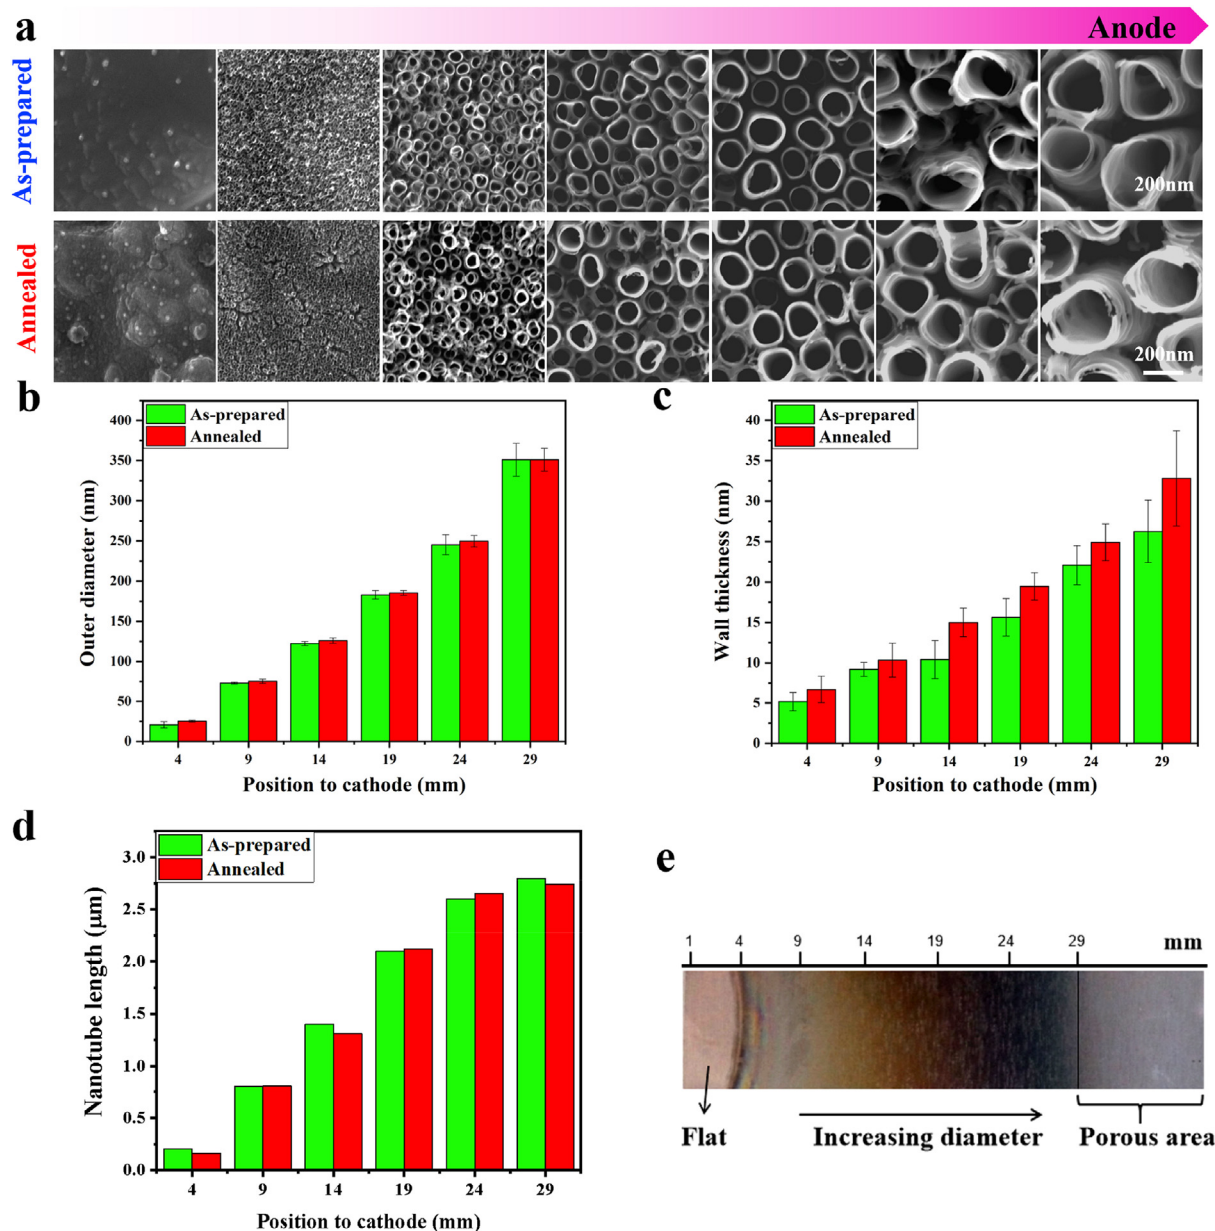 a
Anode
As-prepared
200nm
Annealed
200nm
b
As-prepared
Annealed
400
350
300
250
200
150
100
50
0
Outer diameter (nm)
4 9 14 19 24 29
Position to cathode (mm)
c
As-prepared
Annealed
40
35
30
25
20
15
10
5
0
Wall thickness (nm)
4 9 14 19 24 29
Position to cathode (mm)
d
As-prepared
Annealed
3.0
2.5
2.0
1.5
1.0
0.5
0.0
Nanotube length (μm)
4 9 14 19 24 29
Position to cathode (mm)
e
1 4 9 14 19 24 29 mm
Flat
Increasing diameter
Porous area